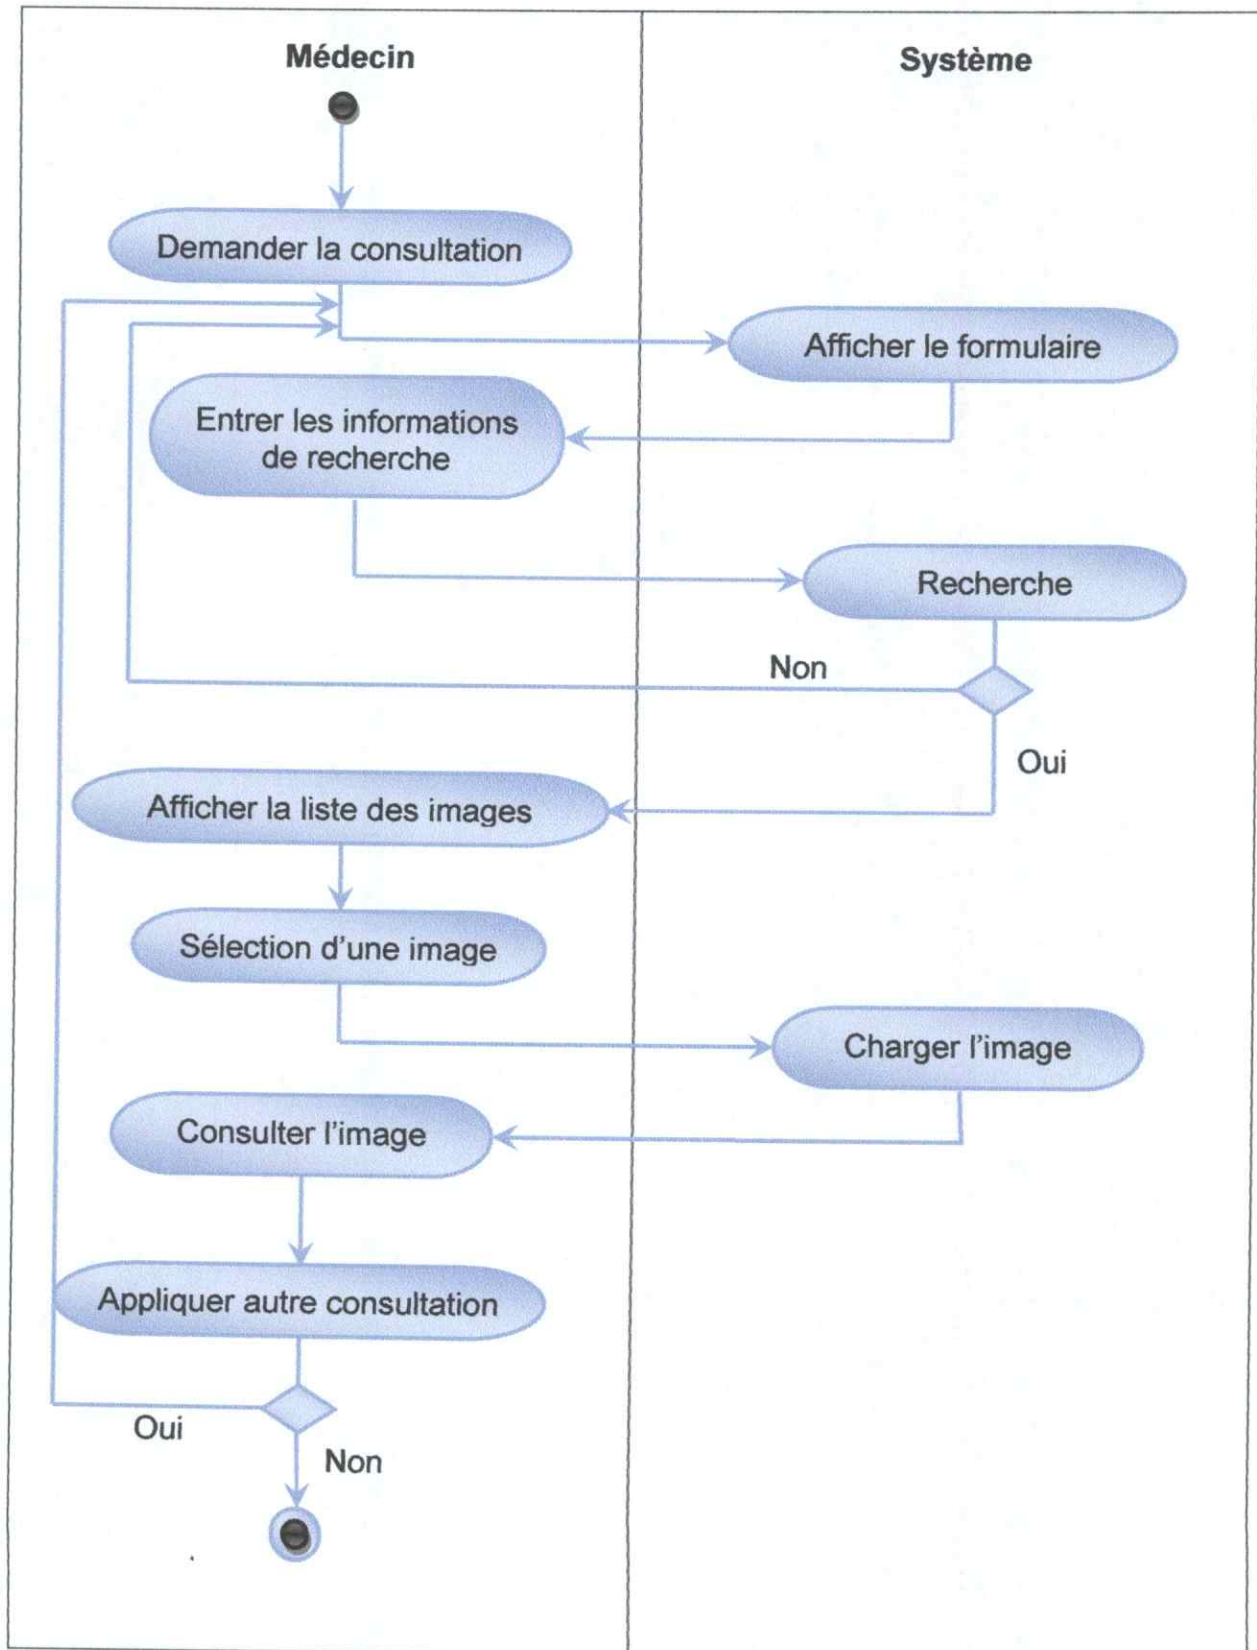 Médecin
Système
Demander la consultation
Afficher le formulaire
Entrer les informations
de recherche
Recherche
Non
Oui
Afficher la liste des images
Sélection d'une image
Charger l'image
Consulter l'image
Appliquer autre consultation
Oui
Non